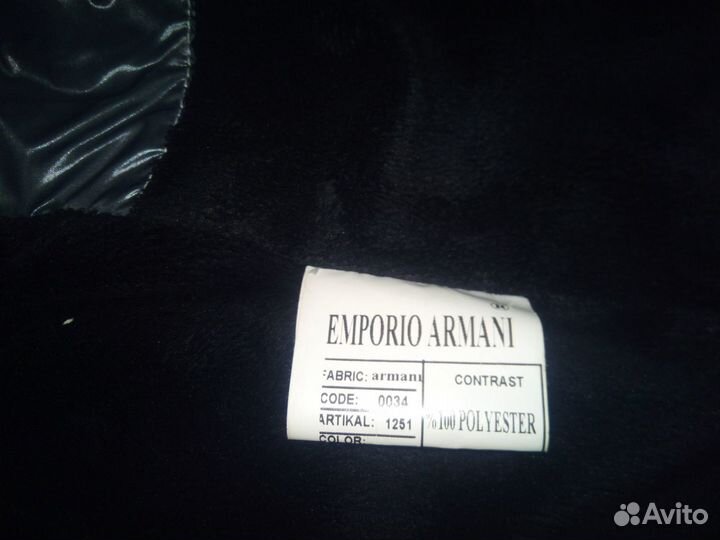 ®
EMPORIO ARMANI
FABRIC: armani
CODE: 0034
ARTIKAL: 1251
COLOR:
CONTRAST
%100 POLYESTER
Avito